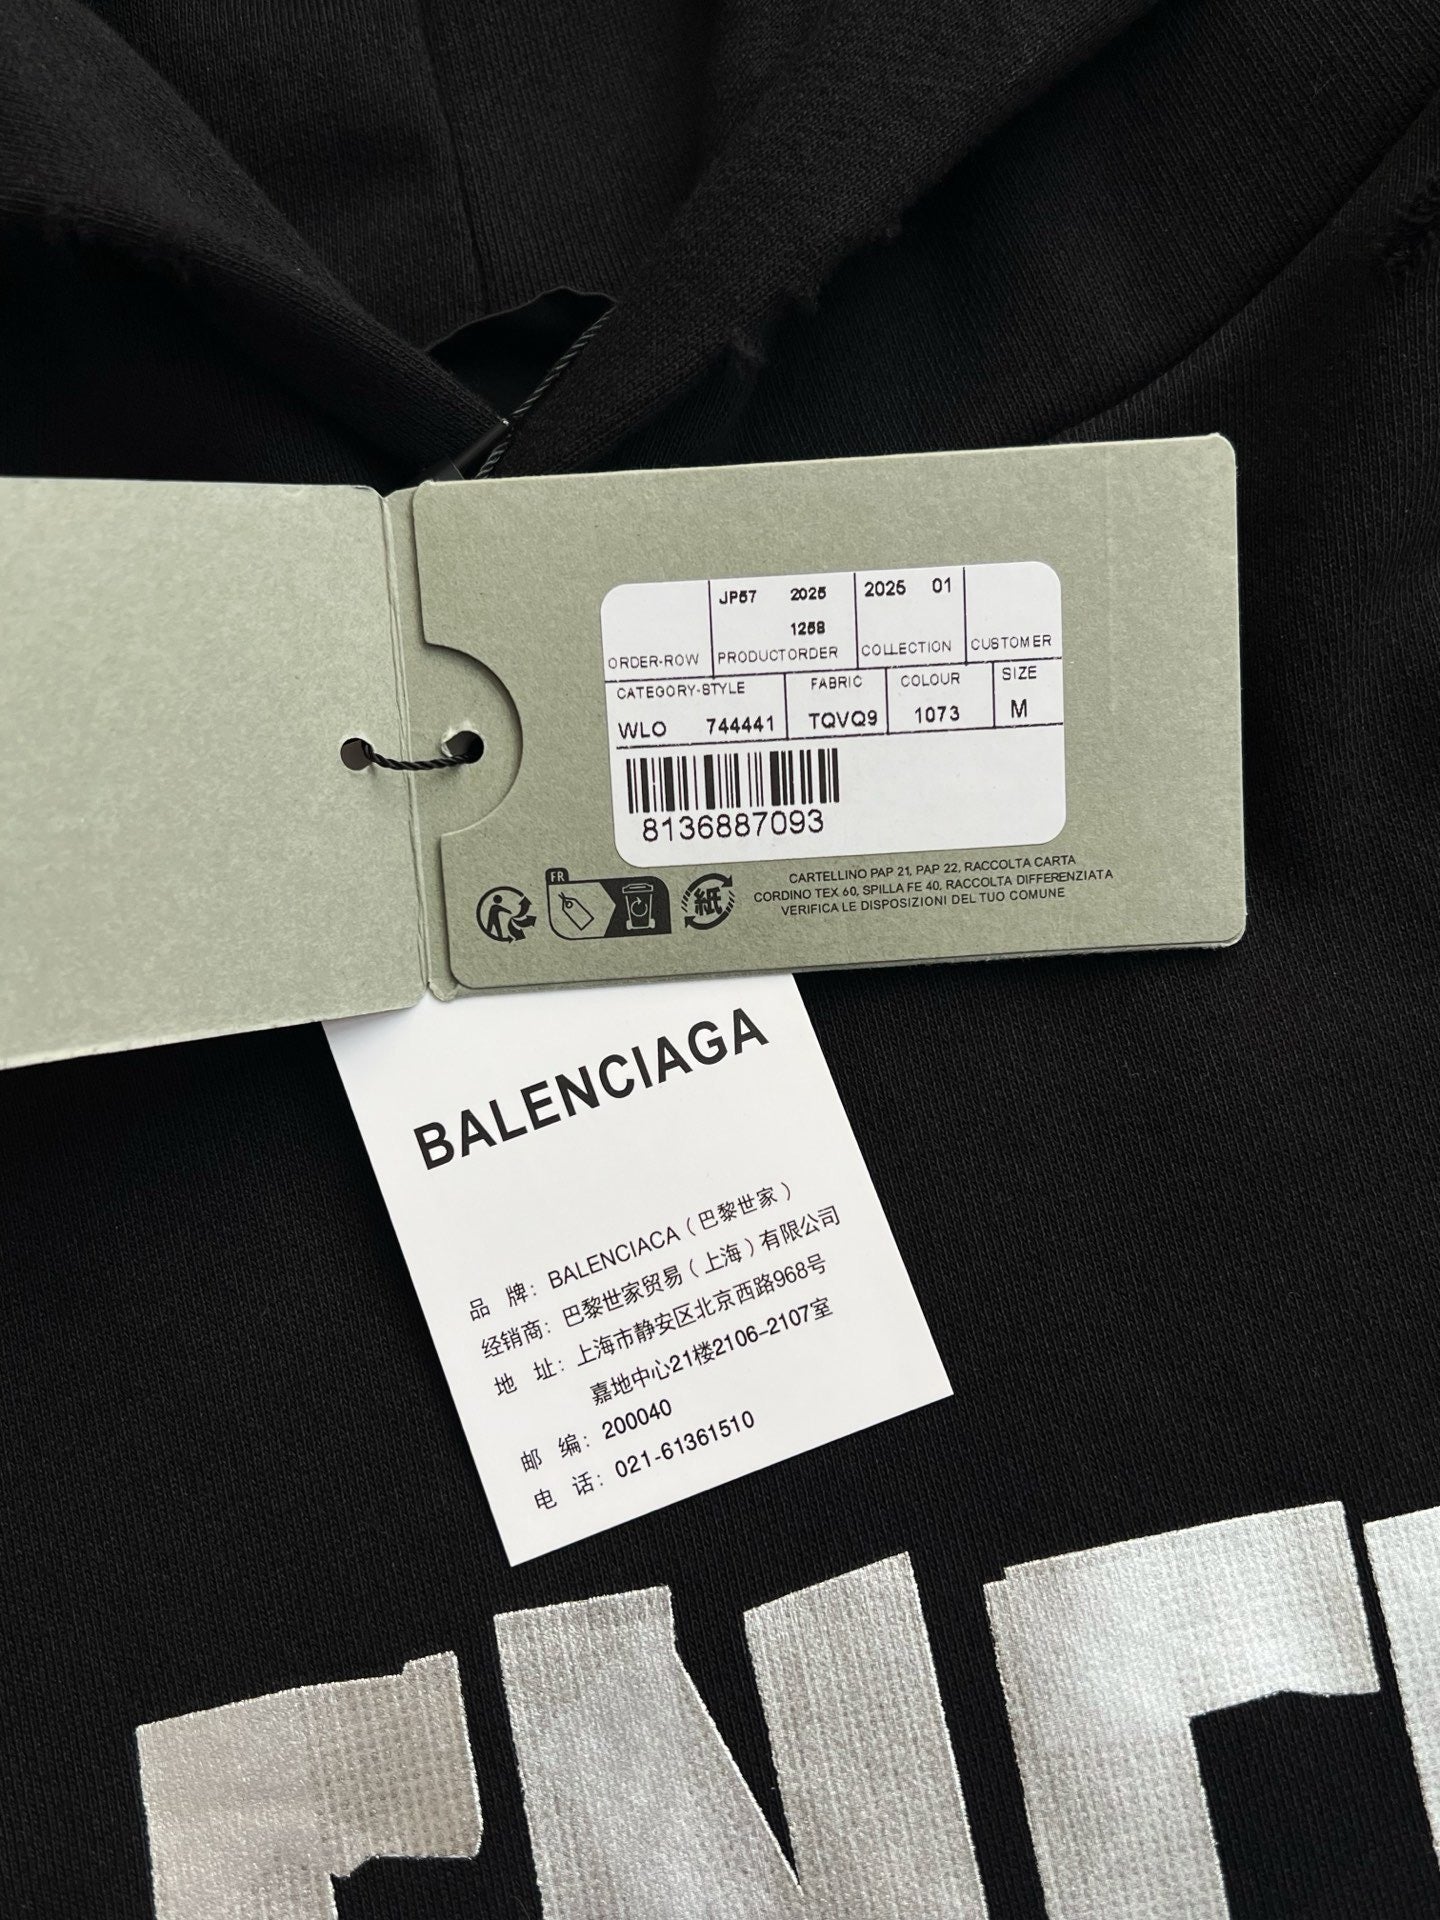 JP57 2025 2025 01
1258
ORDER-ROW PRODUCTORDER COLLECTION CUSTOMER
CATEGORY-STYLE FABRIC COLOUR SIZE
WLO 744441 TQVQ9 1073 M
8136887093
FR
紙
CARTELLINO PAP 21, PAP 22, RACCOLTA CARTA
CORDINO TEX 60, SPILLA FE 40, RACCOLTA DIFFERENZIATA
VERIFICA LE DISPOSIZIONI DEL TUO COMUNE
BALENCIAGA
品 牌: BALENCIACA（巴黎世家）
经销商: 巴黎世家贸易（上海）有限公司
地 址: 上海市静安区北京西路968号
嘉地中心21楼2106-2107室
邮 编: 200040
电 话: 021-61361510
ENC